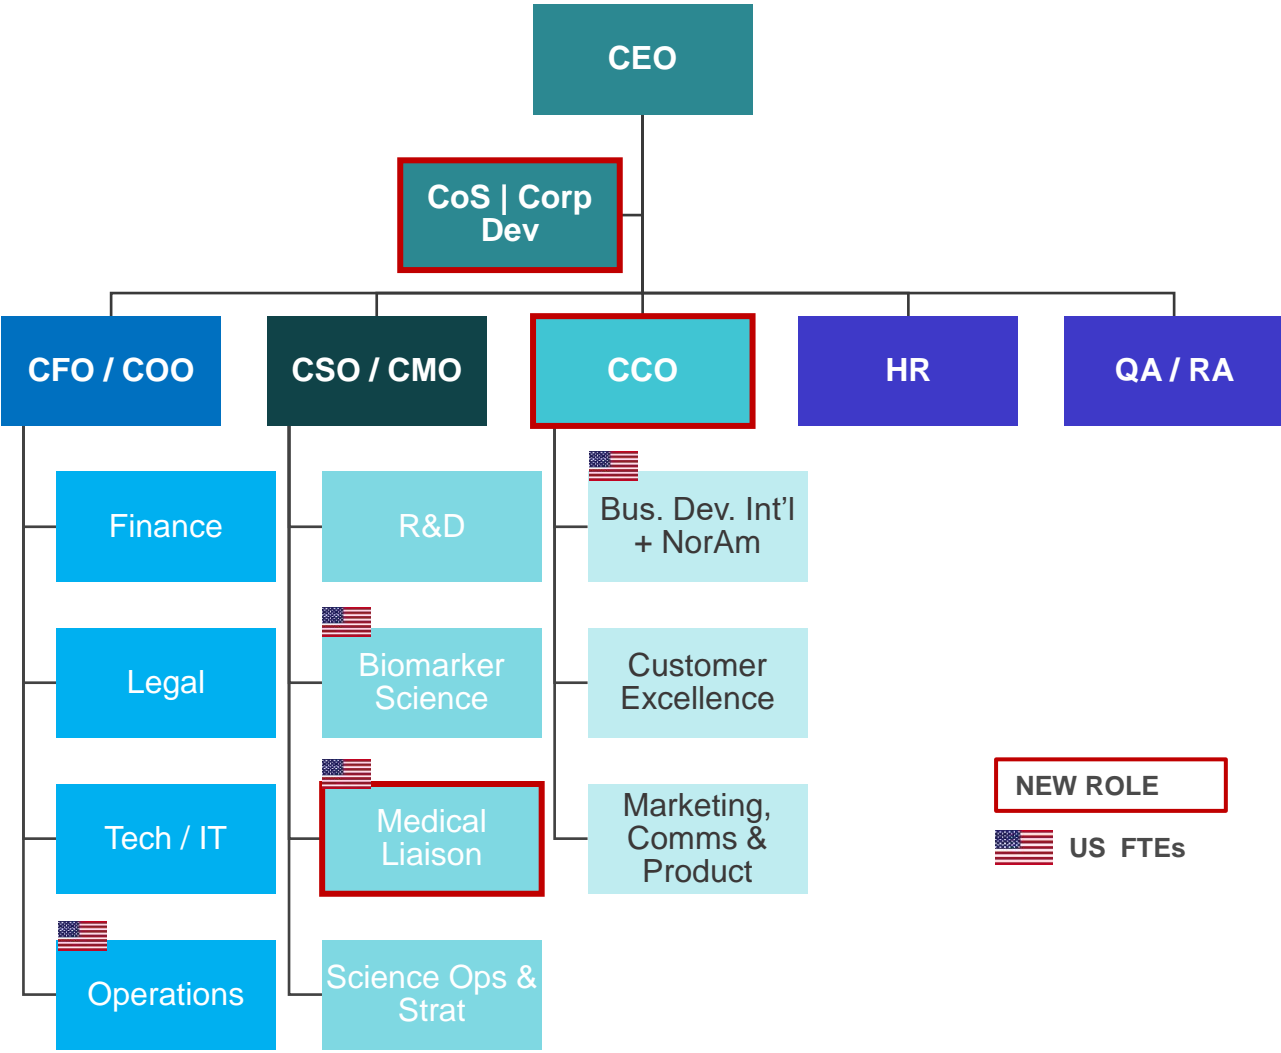 CEO
CoS | Corp
Dev
CFO / COO
CSO / CMO
CCO
HR
QA / RA
Finance
Legal
Tech / IT
Operations
R&D
Biomarker
Science
Medical
Liaison
Science Ops &
Strat
Bus. Dev. Int’l
+ NorAm
Customer
Excellence
Marketing,
Comms &
Product
NEW ROLE
US FTEs